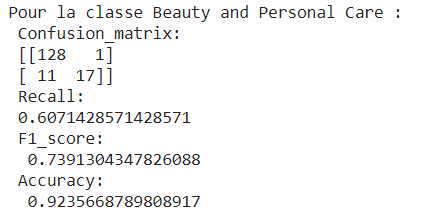 Pour la classe Beauty and Personal Care :
Confusion_matrix:
[[128   1]
[ 11  17]]
Recall:
0.6071428571428571
F1_score:
0.7391304347826088
Accuracy:
0.9235668789808917